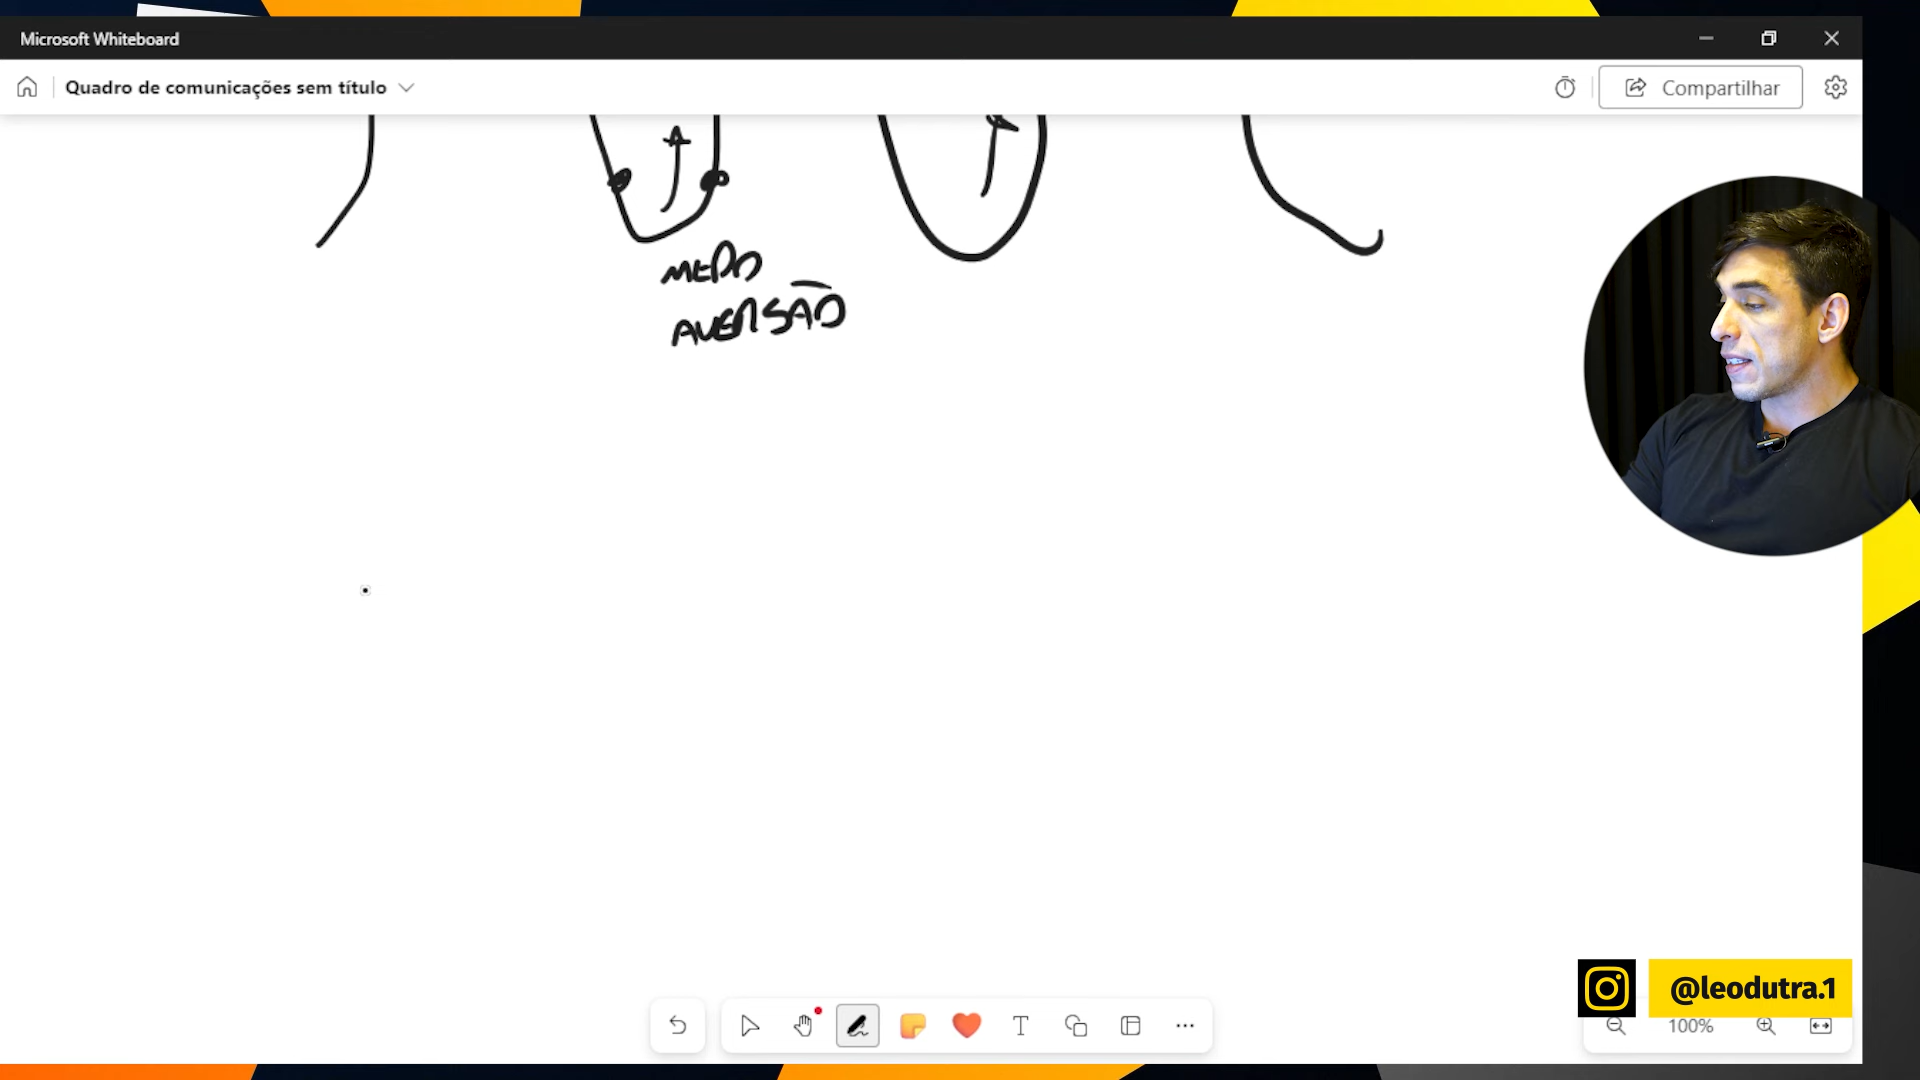 Microsoft Whiteboard
Quadro de comunicações sem título
Compartilhar
MEDO
AVERSÃO
@leodutra.1
100%